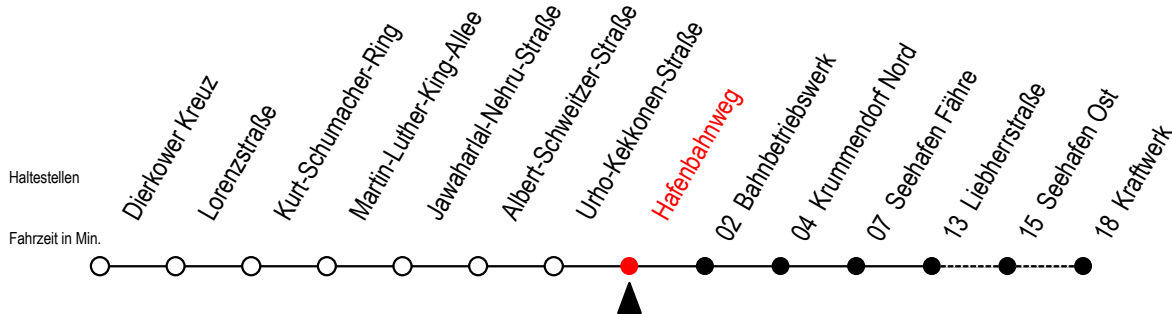 Haltestellen
Fahrzeit in Min.
Dierkower Kreuz
Lorenzstraße
Kurt-Schumacher-Ring
Martin-Luther-King-Allee
Jawaharlal-Nehru-Straße
Albert-Schweitzer-Straße
Urho-Kekkonen-Straße
Hafenbahnweg
02 Bahnbetriebswerk
04 Krummendorf Nord
07 Seehafen Fähre
13 Liebherrstraße
15 Seehafen Ost
18 Kraftwerk